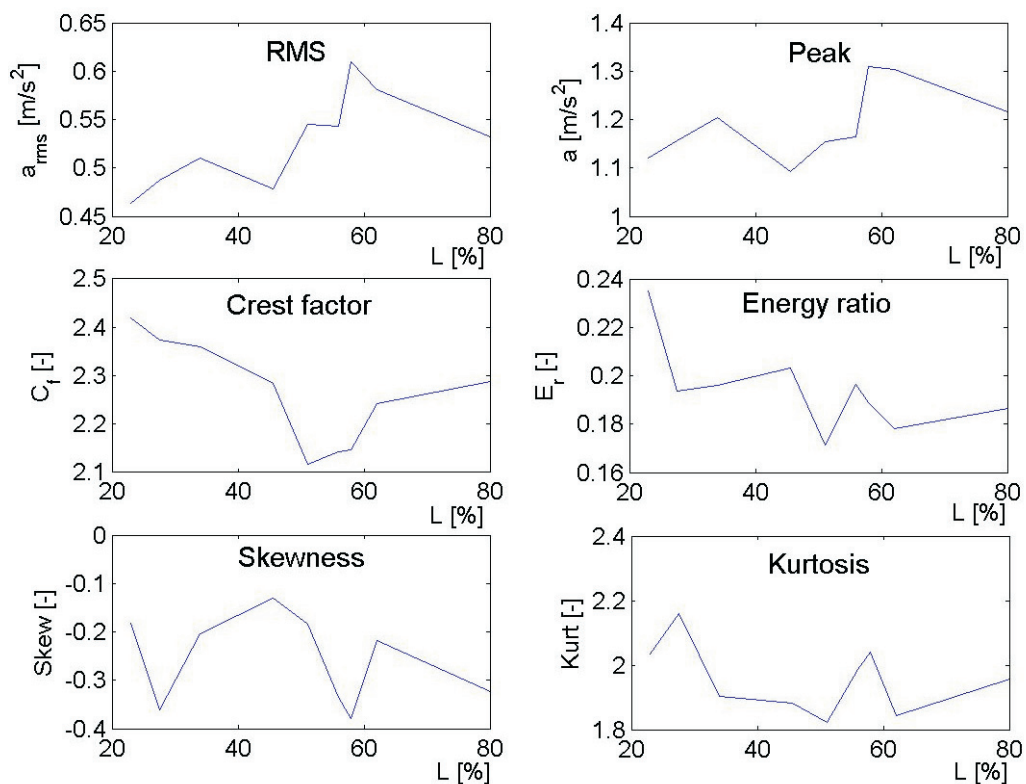 RMS
a_rms [m/s²]
0.65
0.6
0.55
0.5
0.45
20 40 60 80
L [%]
Peak
a [m/s²]
1.4
1.3
1.2
1.1
1
20 40 60 80
L [%]
Crest factor
C_f [-]
2.5
2.4
2.3
2.2
2.1
20 40 60 80
L [%]
Energy ratio
E_r [-]
0.24
0.22
0.2
0.18
0.16
20 40 60 80
L [%]
Skewness
Skew [-]
0
-0.1
-0.2
-0.3
-0.4
20 40 60 80
L [%]
Kurtosis
Kurt [-]
2.4
2.2
2
1.8
20 40 60 80
L [%]